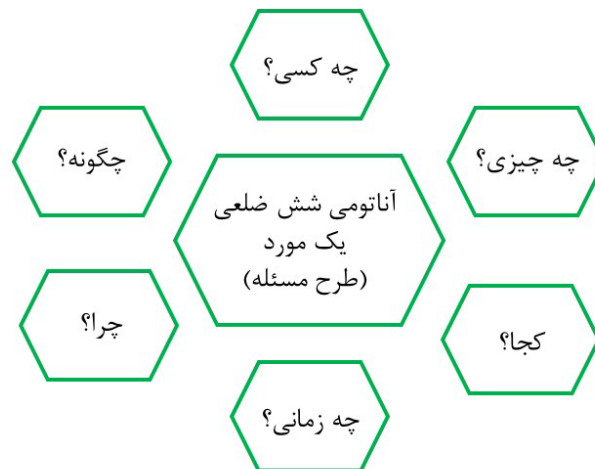 چه کسی؟
چه چیزی؟
چگونه؟
آناتومی شش ضلعی
یک مورد
(طرح مسئله)
کجا؟
چرا؟
چه زمانی؟